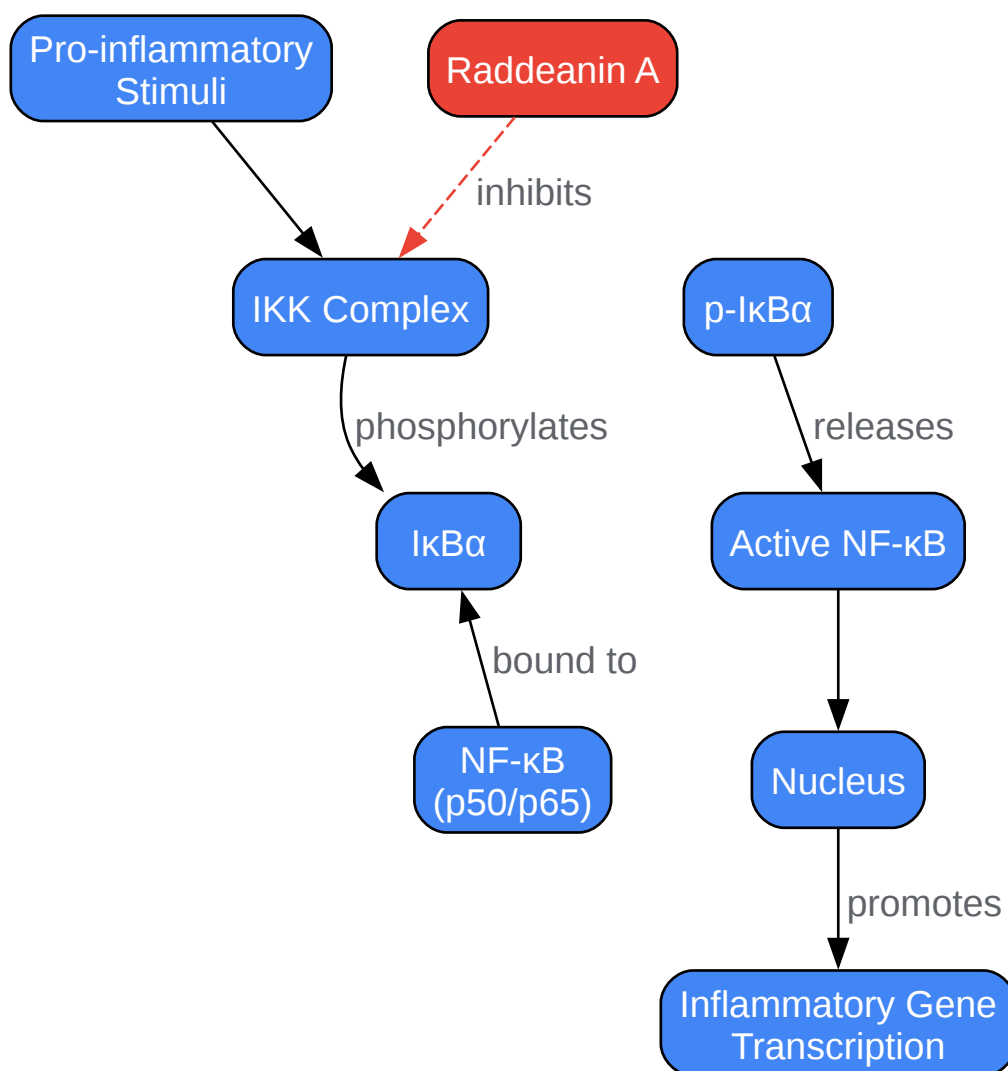 Pro-inflammatory
Stimuli
Raddeanin A
inhibits
IKK Complex
p-IκBα
phosphorylates
releases
IκBα
Active NF-κB
bound to
NF-κB
(p50/p65)
Nucleus
promotes
Inflammatory Gene
Transcription